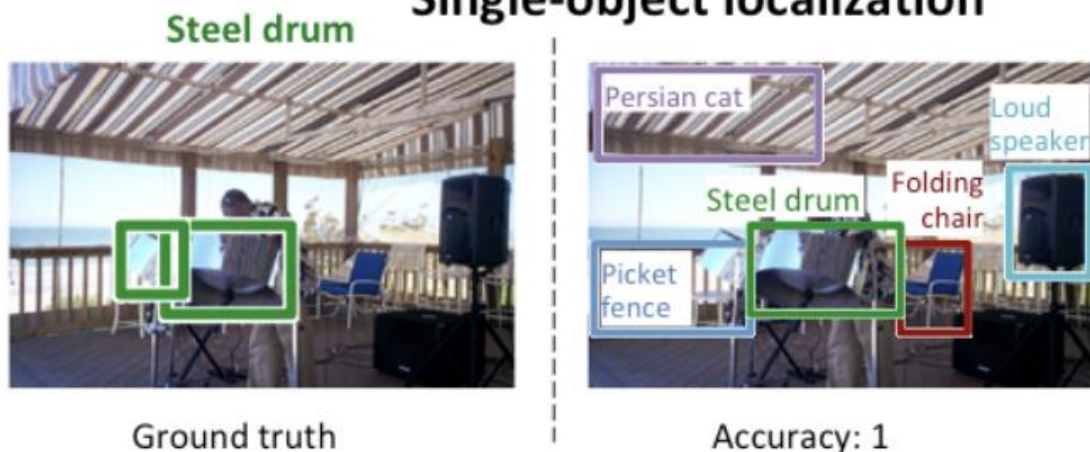 Single-object localization
Steel drum
Ground truth
Persian cat
Loud
speaker
Steel drum
Folding
chair
Picket
fence
Accuracy: 1